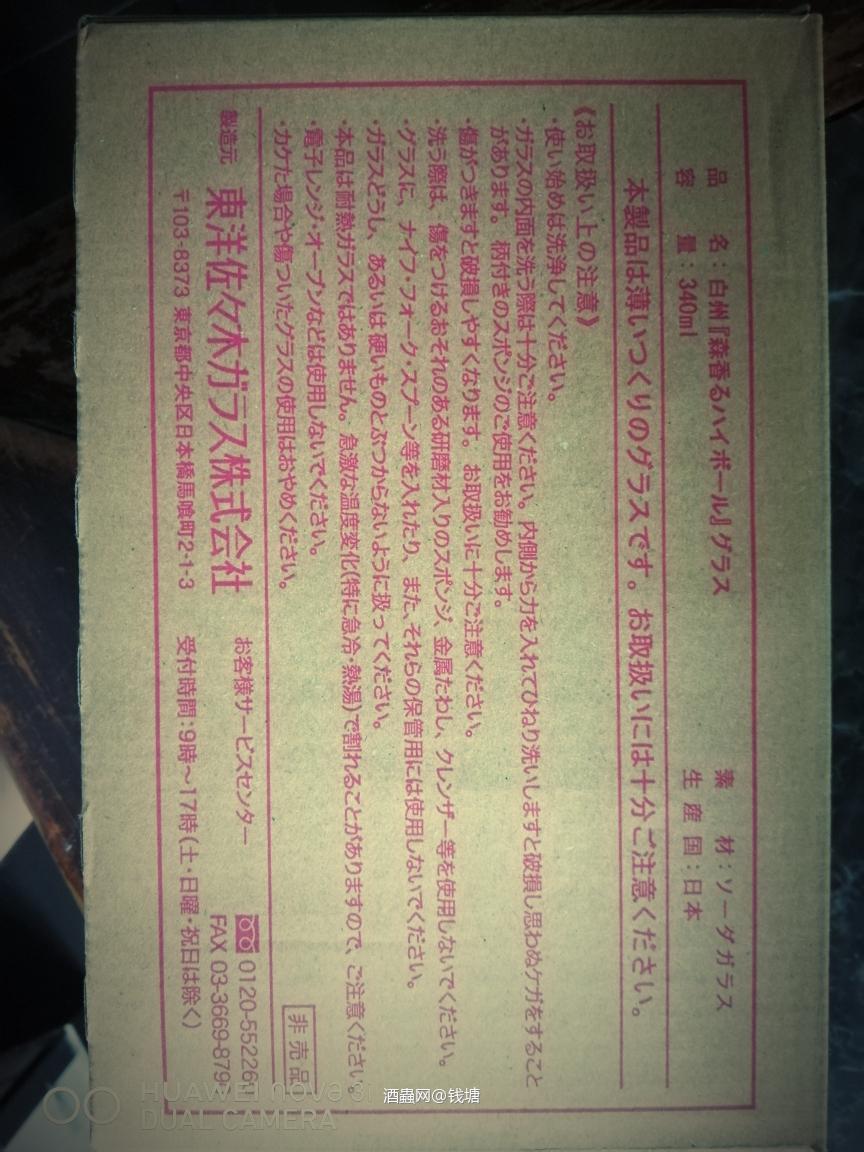 品名：白州『森香るハイボール』グラス
素材：ソーダガラス
容量：340ml
生産国：日本
本製品は薄いつくりのグラスです。お取扱いには十分ご注意ください。
《お取扱い上の注意》
・使い始めは洗浄してください。
・ガラスの内面を洗う際は十分ご注意ください。内側から力を入れてひねり洗いしますと破損し思わぬケガをすること
があります。柄付きのスポンジのご使用をお勧めします。
・傷がつきますと破損しやすくなります。お取扱いに十分ご注意ください。
・洗う際は、傷をつけるおそれのある研磨材入りのスポンジ、金属たわし、クレンザー等を使用しないでください。
・グラスに、ナイフ・フォーク・スプーン等を入れたり、また、それらの保管用には使用しないでください。
・ガラスどうし、あるいは硬いものとぶつからないように扱ってください。
・本品は耐熱ガラスではありません。急激な温度変化(特に急冷・熱湯)で割れることがありますので、ご注意ください。
・電子レンジ・オーブンなどは使用しないでください。
・カケた場合や傷ついたグラスの使用はおやめください。
非売品
製造元 東洋佐々木ガラス株式会社
お客様サービスセンター
0120-552261
FAX 03-3669-879
〒103-8373 東京都中央区日本橋馬喰町2-1-3
受付時間：9時～17時(土・日曜・祝日は除く)
HUAWEI nova 3i
DUAL CAMERA
酒蟲网@钱塘